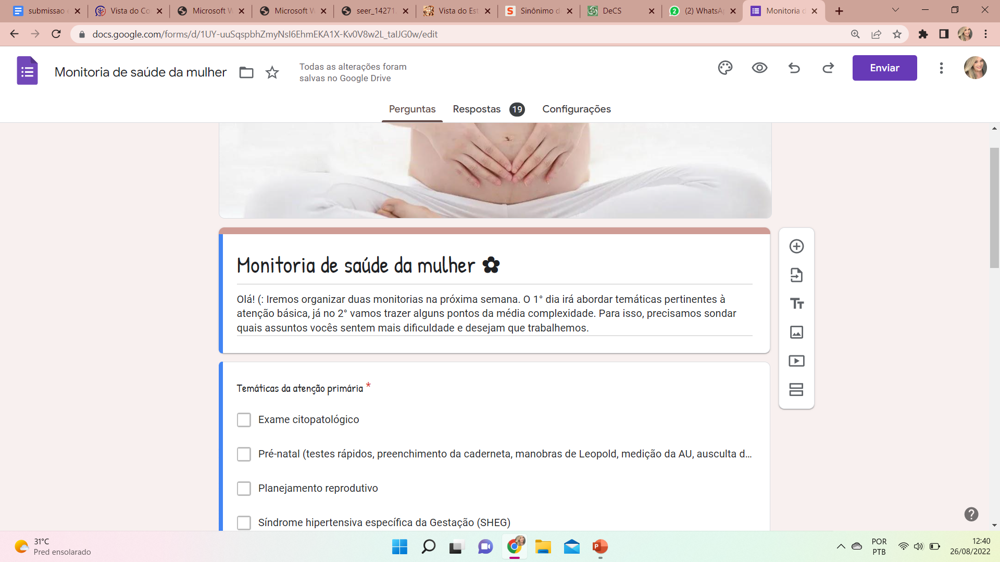 submissao
Vista do Co
Microsoft W
Microsoft W
seer_14271
Vista do Est
Sinônimo d
DeCS
(2) WhatsAp
Monitoria d
docs.google.com/forms/d/1UY-uuSqspbhZmyNsI6EhmEKA1X-Kv0V8w2L_taIJG0w/edit
Monitoria de saúde da mulher
Todas as alterações foram
salvas no Google Drive
Enviar
Perguntas
Respostas 19
Configurações
Monitoria de saúde da mulher ✿
Olá! (: Iremos organizar duas monitorias na próxima semana. O 1° dia irá abordar temáticas pertinentes à
atenção básica, já no 2° vamos trazer alguns pontos da média complexidade. Para isso, precisamos sondar
quais assuntos vocês sentem mais dificuldade e desejam que trabalhemos.
Temáticas da atenção primária *
Exame citopatológico
Pré-natal (testes rápidos, preenchimento da caderneta, manobras de Leopold, medição da AU, ausculta d...
Planejamento reprodutivo
Síndrome hipertensiva específica da Gestação (SHEG)
31°C
Pred ensolarado
POR
PTB
12:40
26/08/2022